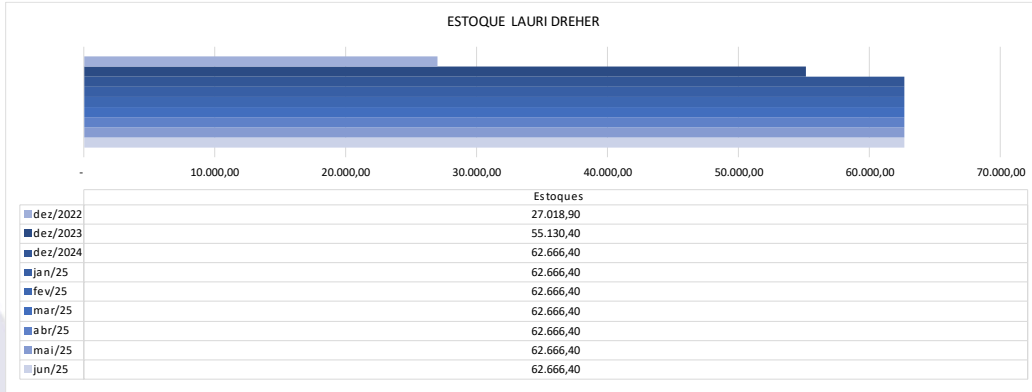 ESTOQUE LAURI DREHER
- 10.000,00 20.000,00 30.000,00 40.000,00 50.000,00 60.000,00 70.000,00
Estoques
dez/2022 27.018,90
dez/2023 55.130,40
dez/2024 62.666,40
jan/25 62.666,40
fev/25 62.666,40
mar/25 62.666,40
abr/25 62.666,40
mai/25 62.666,40
jun/25 62.666,40